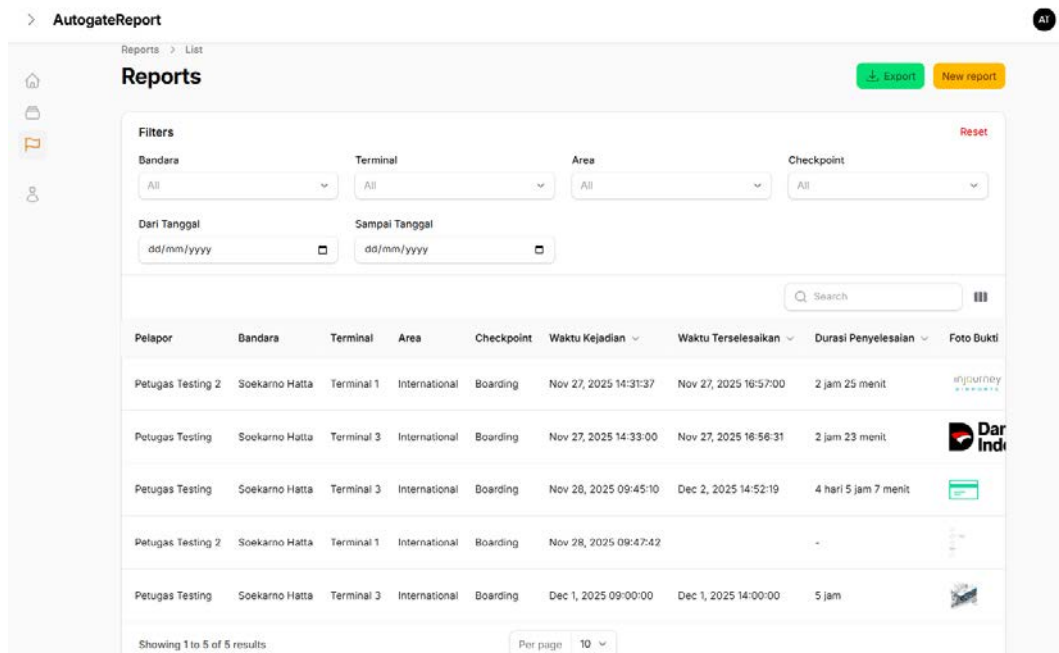 AutogateReport
AT
Reports > List
Reports
Export
New report
Filters
Reset
Bandara
Terminal
Area
Checkpoint
All
All
All
All
Dari Tanggal
Sampai Tanggal
dd/mm/yyyy
dd/mm/yyyy
Search
Pelapor Bandara Terminal Area Checkpoint Waktu Kejadian Waktu Terselesaikan Durasi Penyelesaian Foto Bukti
Petugas Testing 2 Soekarno Hatta Terminal 1 International Boarding Nov 27, 2025 14:31:37 Nov 27, 2025 16:57:00 2 jam 25 menit injourney AIRPORTS
Petugas Testing Soekarno Hatta Terminal 3 International Boarding Nov 27, 2025 14:33:00 Nov 27, 2025 16:56:31 2 jam 23 menit Dan
Inde
Petugas Testing Soekarno Hatta Terminal 3 International Boarding Nov 28, 2025 09:45:10 Dec 2, 2025 14:52:19 4 hari 5 jam 7 menit
Petugas Testing 2 Soekarno Hatta Terminal 1 International Boarding Nov 28, 2025 09:47:42 -
Petugas Testing Soekarno Hatta Terminal 3 International Boarding Dec 1, 2025 09:00:00 Dec 1, 2025 14:00:00 5 jam
Showing 1 to 5 of 5 results
Per page 10